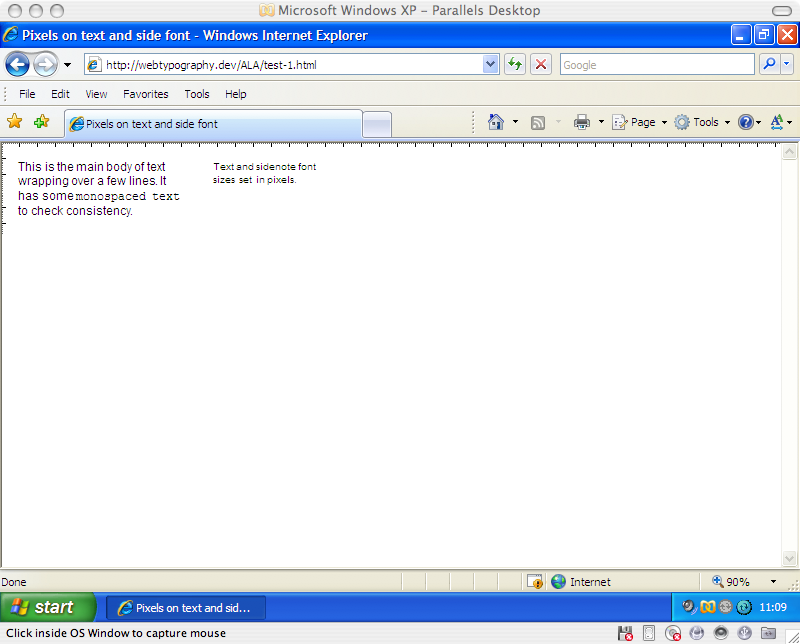 Microsoft Windows XP – Parallels Desktop
Pixels on text and side font - Windows Internet Explorer
http://webtypography.dev/ALA/test-1.html
Google
File Edit View Favorites Tools Help
Pixels on text and side font
Page Tools
This is the main body of text
wrapping over a few lines. It
has some monospaced text
to check consistency.
Text and sidenote font
sizes set in pixels.
Done
Internet
90%
start
Pixels on text and sid...
11:09
Click inside OS Window to capture mouse